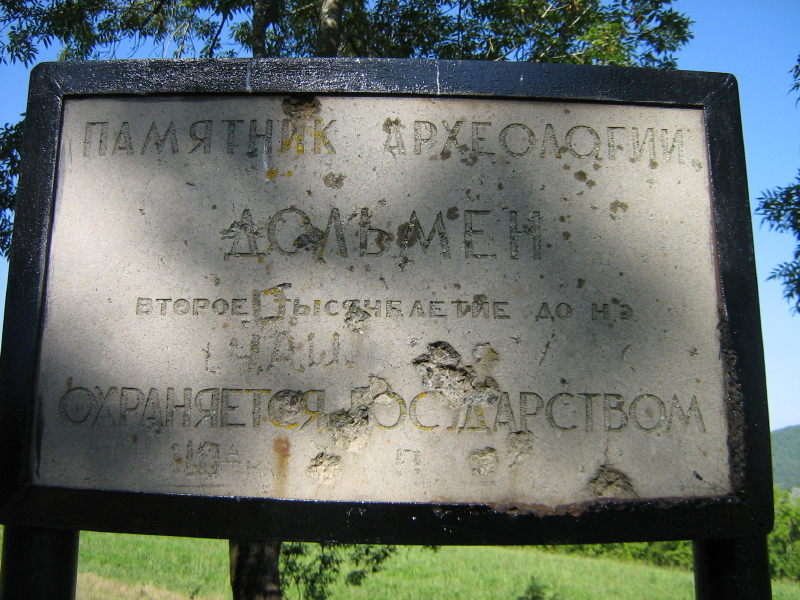 ПАМЯТНИК АРХЕОЛОГИИ
ДОЛЬМЕН
ВТОРОЕ ТЫСЯЧЕЛЕТИЕ ДО Н Э
ОХРАНЯЕТСЯ ГОСУДАРСТВОМ